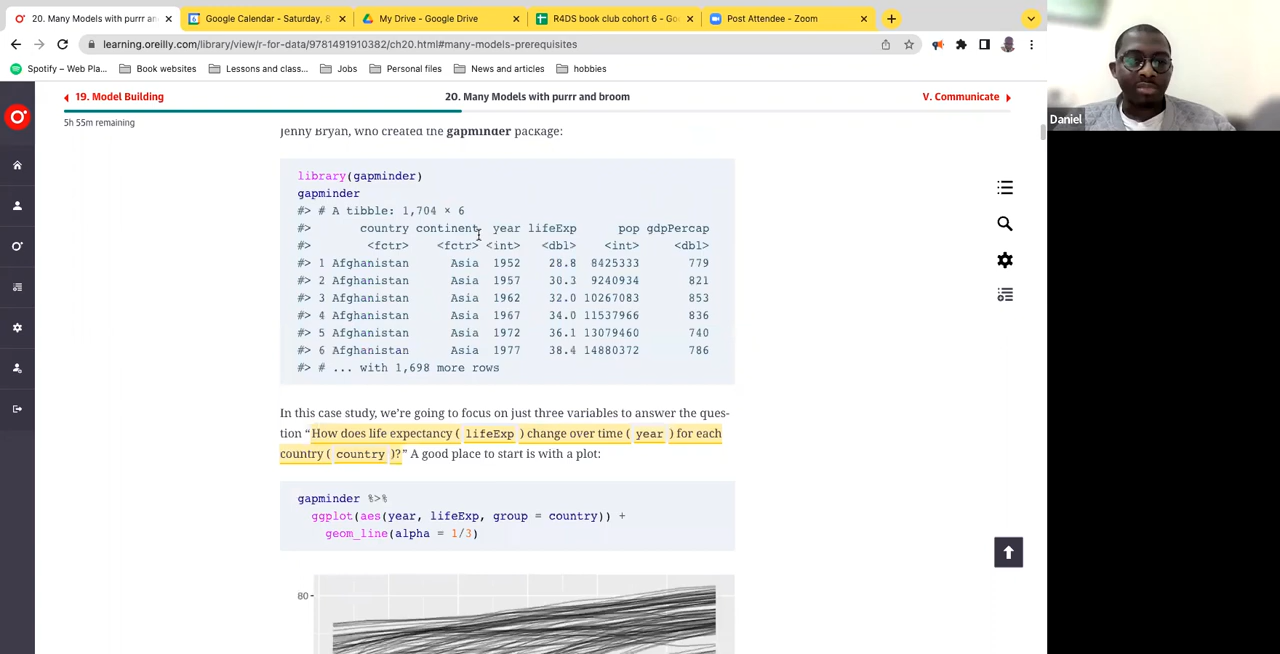 20. Many Models with purrr an
Google Calendar - Saturday, 8
My Drive - Google Drive
R4DS book club cohort 6 - Goo
Post Attendee - Zoom
learning.oreilly.com/library/view/r-for-data/9781491910382/ch20.html#many-models-prerequisites
Spotify – Web Pla...
Book websites
Lessons and class...
Jobs
Personal files
News and articles
hobbies
19. Model Building
20. Many Models with purrr and broom
V. Communicate
5h 55m remaining
Daniel
Jenny Bryan, who created the gapminder package:
library(gapminder)
gapminder
#> # A tibble: 1,704 × 6
#> country continent year lifeExp pop gdpPercap
#> <fctr> <fctr> <int> <dbl> <int> <dbl>
#> 1 Afghanistan Asia 1952 28.8 8425333 779
#> 2 Afghanistan Asia 1957 30.3 9240934 821
#> 3 Afghanistan Asia 1962 32.0 10267083 853
#> 4 Afghanistan Asia 1967 34.0 11537966 836
#> 5 Afghanistan Asia 1972 36.1 13079460 740
#> 6 Afghanistan Asia 1977 38.4 14880372 786
#> # ... with 1,698 more rows
In this case study, we’re going to focus on just three variables to answer the ques-
tion “How does life expectancy ( lifeExp ) change over time ( year ) for each
country ( country )?” A good place to start is with a plot:
gapminder %>%
ggplot(aes(year, lifeExp, group = country)) +
geom_line(alpha = 1/3)
80